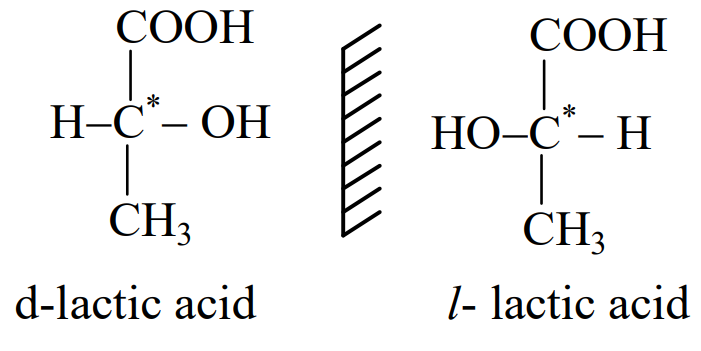 COOH
H–C*– OH
CH₃
d-lactic acid
COOH
HO–C*– H
CH₃
l- lactic acid